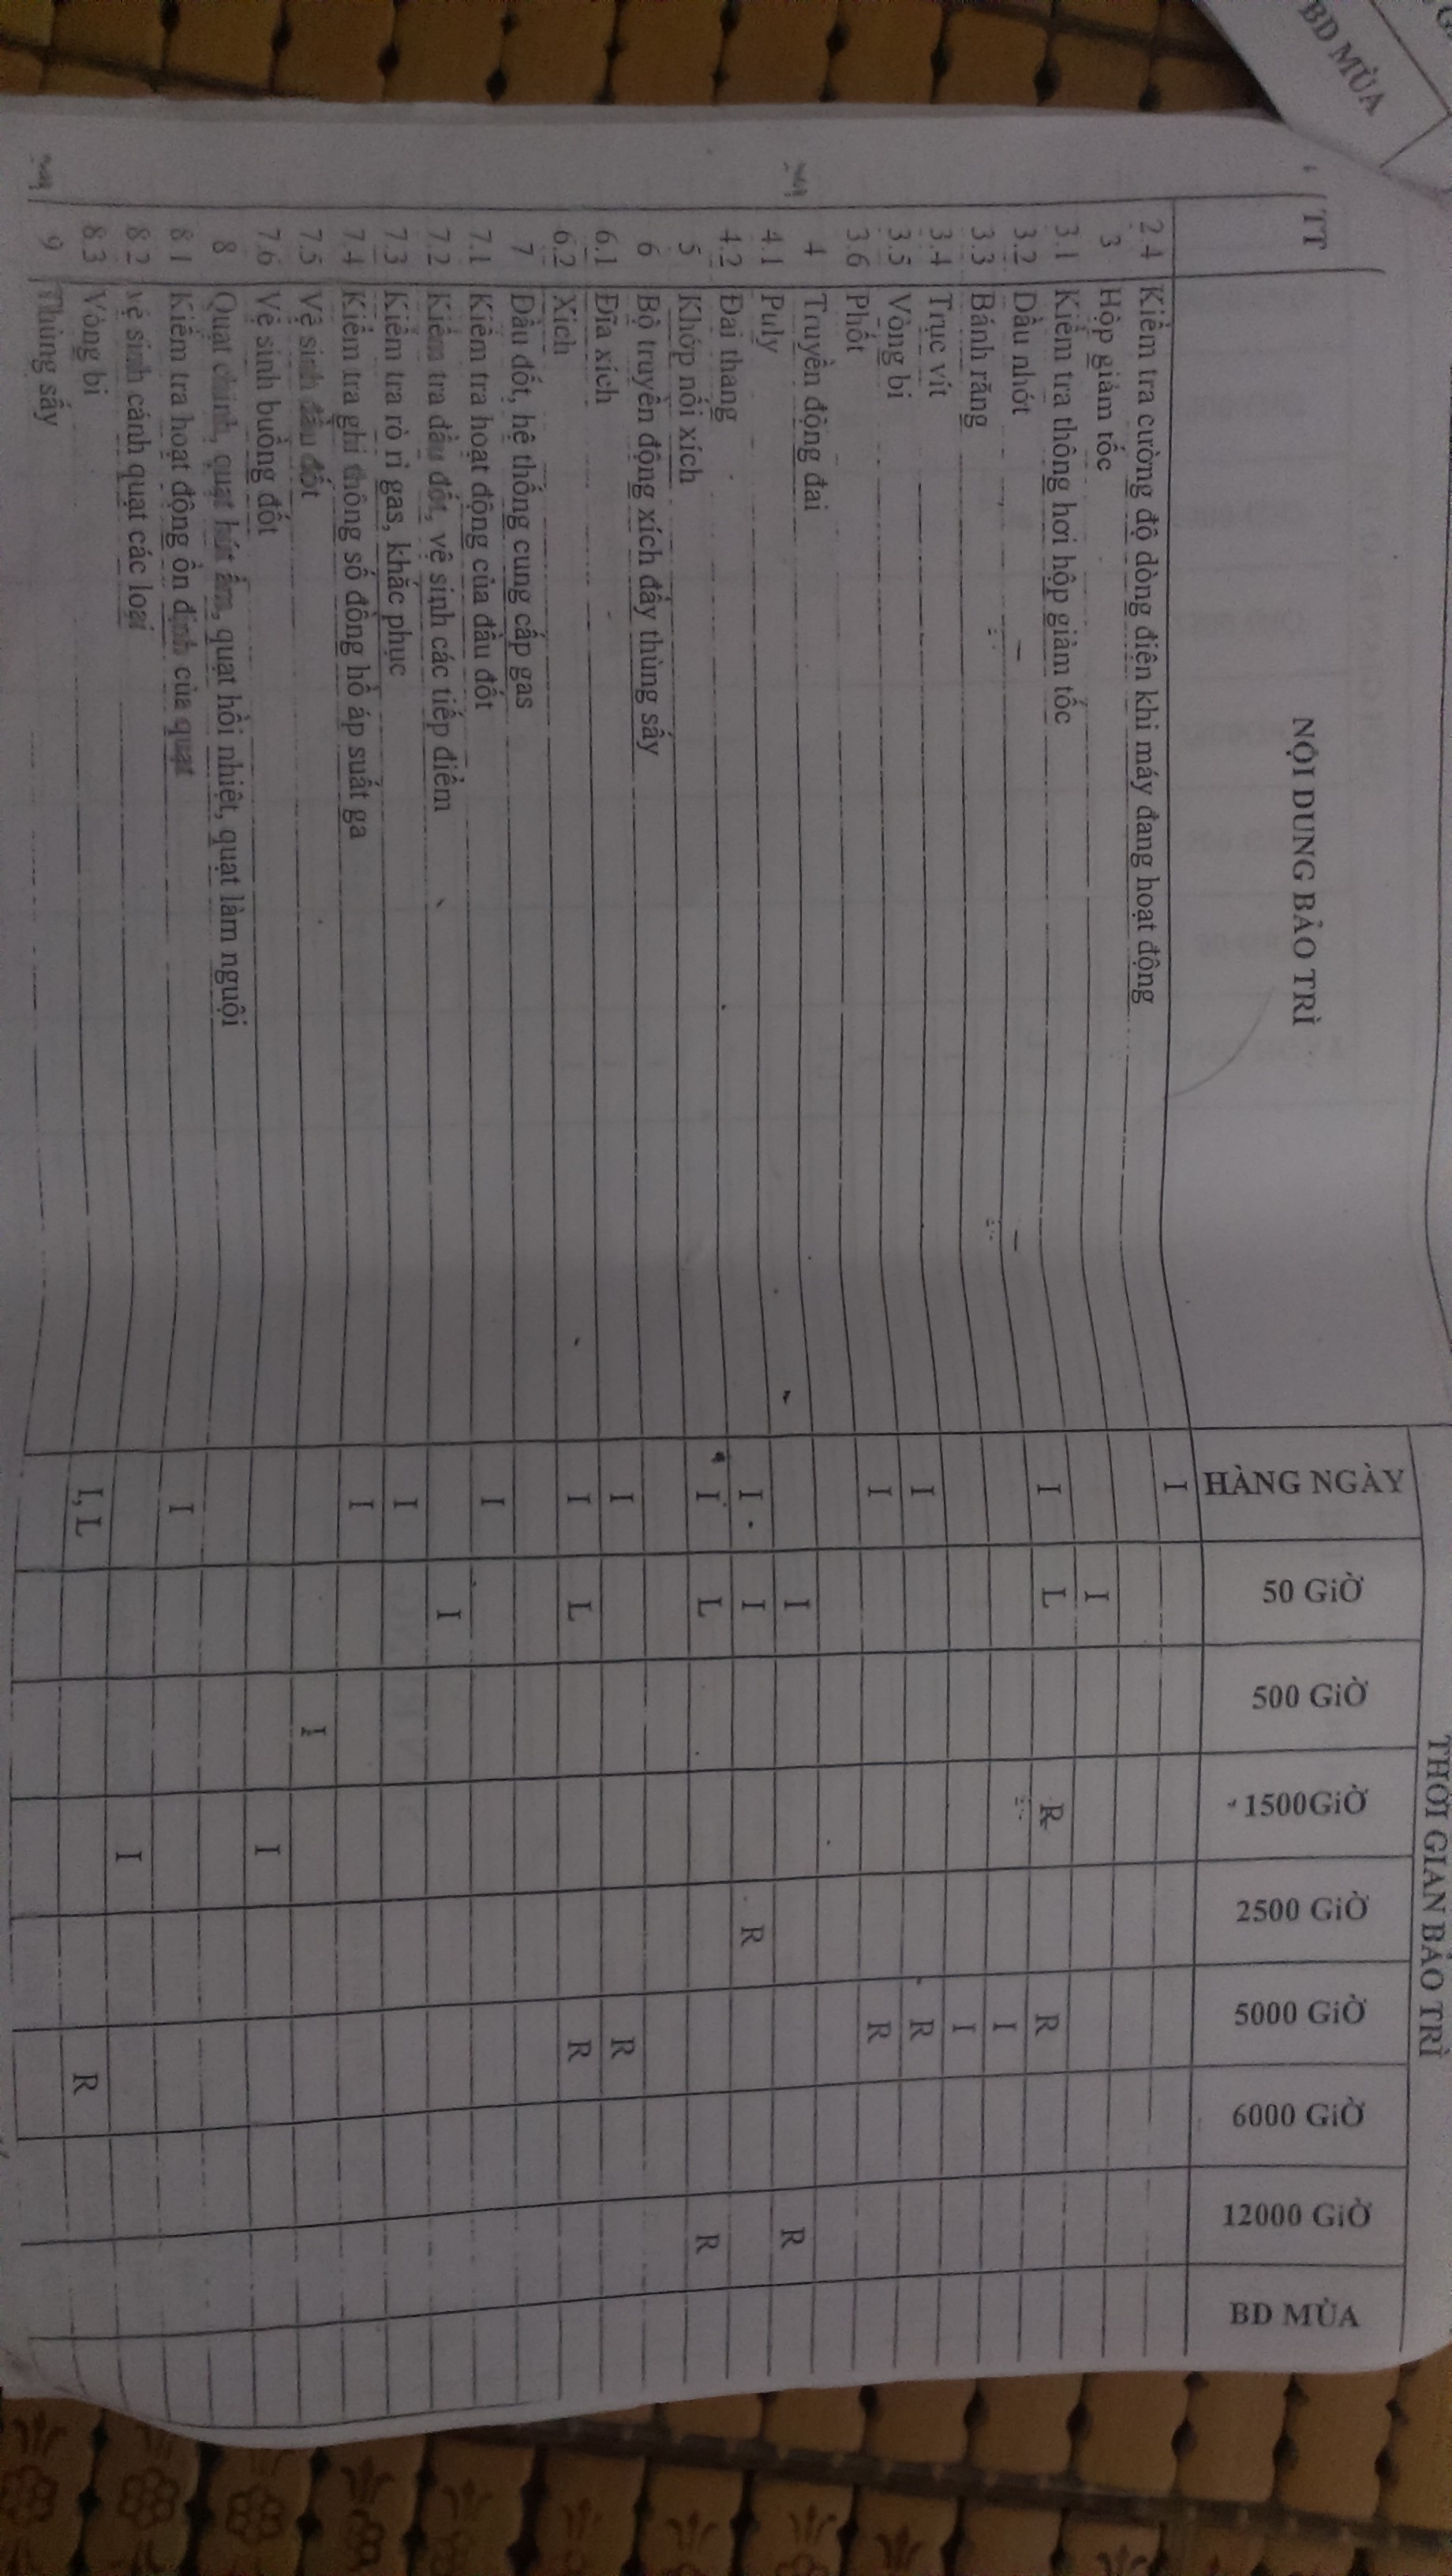 BD MÙA
THỜI GIAN BẢO TRÌ
TT NỘI DUNG BẢO TRÌ HÀNG NGÀY 50 GiỜ 500 GiỜ 1500GiỜ 2500 GiỜ 5000 GiỜ 6000 GiỜ 12000 GiỜ BD MÙA
2.4 Kiểm tra cường độ dòng điện khi máy đang hoạt động I
3 Hộp giảm tốc
3.1 Kiểm tra thông hơi hộp giảm tốc I
3.2 Dầu nhớt I L R R
3.3 Bánh răng I
3.4 Trục vít I
3.5 Vòng bi I R
3.6 Phốt I R
4 Truyền động đai
4.1 Puly I R
4.2 Đai thang I I R
5 Khớp nối xích I L R
6 Bộ truyền động xích đẩy thùng sấy
6.1 Đĩa xích I R
6.2 Xích I L R
7 Đầu đốt, hệ thống cung cấp gas
7.1 Kiểm tra hoạt động của đầu đốt I
7.2 Kiểm tra đầu đốt, vệ sinh các tiếp điểm I
7.3 Kiểm tra rò rỉ gas, khắc phục I
7.4 Kiểm tra ghi thông số đồng hồ áp suất ga I
7.5 Vệ sinh đầu đốt I
7.6 Vệ sinh buồng đốt I
8 Quạt chính, quạt hút ẩm, quạt hồi nhiệt, quạt làm nguội
8.1 Kiểm tra hoạt động ổn định của quạt I
8.2 Vệ sinh cánh quạt các loại I
8.3 Vòng bi I, L R
9 Thùng sấy